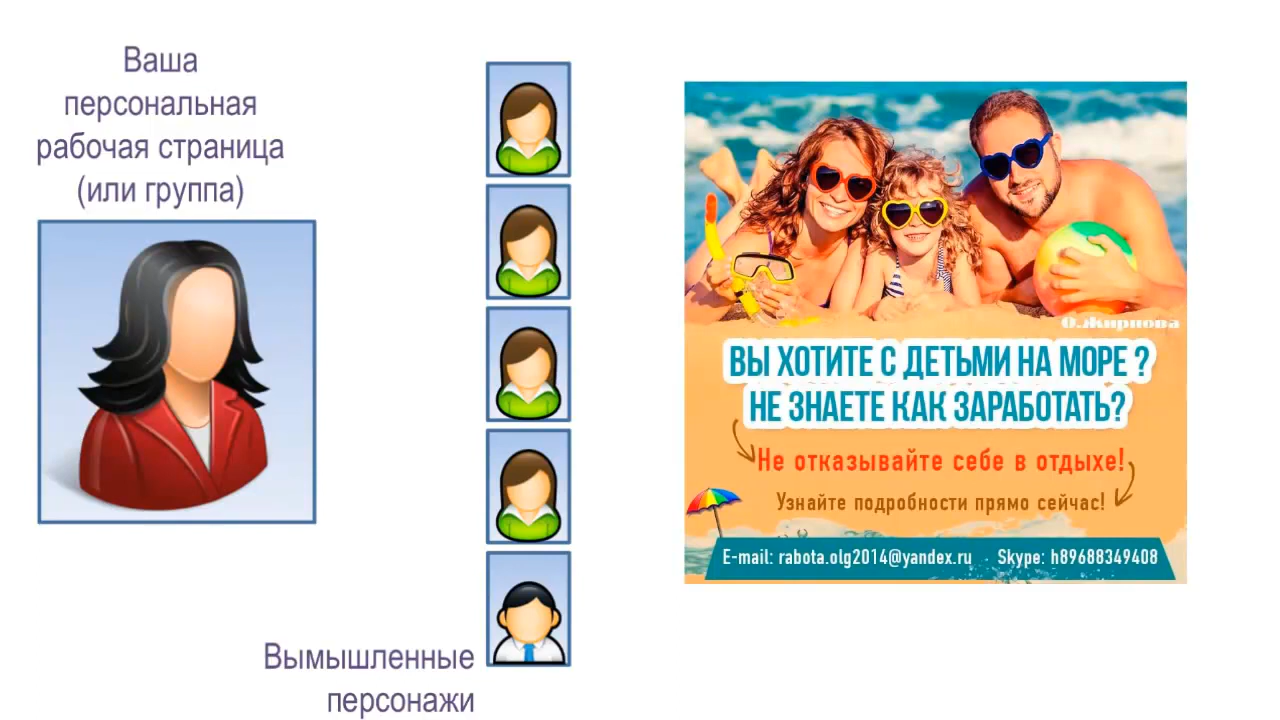 Ваша
персональная
рабочая страница
(или группа)
Вымышленные
персонажи
О.Жирнова
ВЫ ХОТИТЕ С ДЕТЬМИ НА МОРЕ ?
НЕ ЗНАЕТЕ КАК ЗАРАБОТАТЬ?
Не отказывайте себе в отдыхе!
Узнайте подробности прямо сейчас!
E-mail: rabota.olg2014@yandex.ru Skype: h89688349408